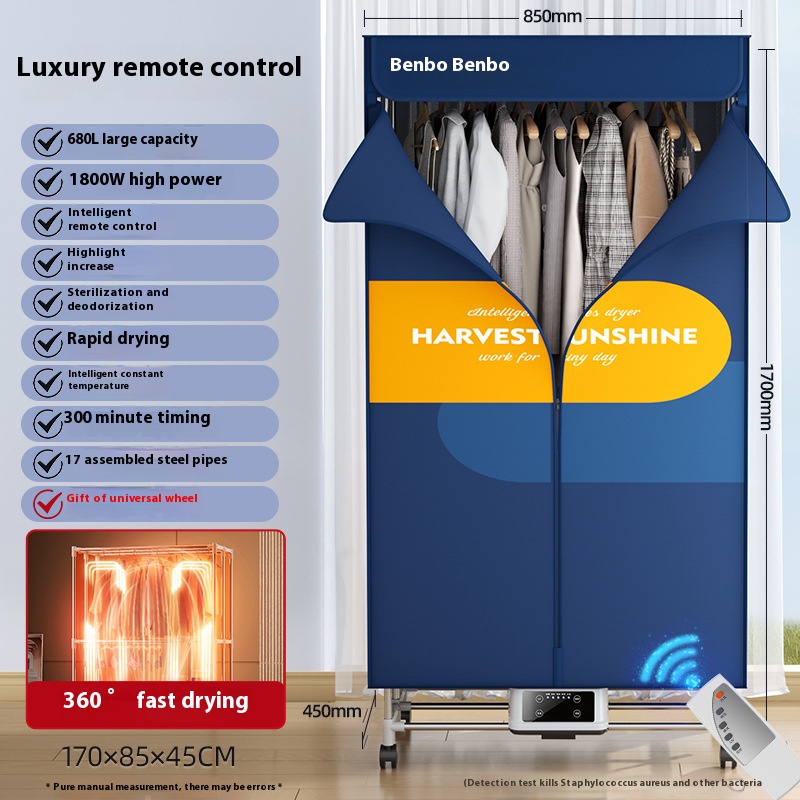 850mm
Luxury remote control
Benbo Benbo
680L large capacity
1800W high power
Intelligent
remote control
Highlight
increase
Sterilization and
deodorization
Rapid drying
Intelligent constant
temperature
300 minute timing
17 assembled steel pipes
Gift of universal wheel
HARVEST UNSHINE
work for iny day
1700mm
360° fast drying
450mm
170×85×45CM
* Pure manual measurement, there may be errors *
(Detection test kills Staphylococcus aureus and other bacteria